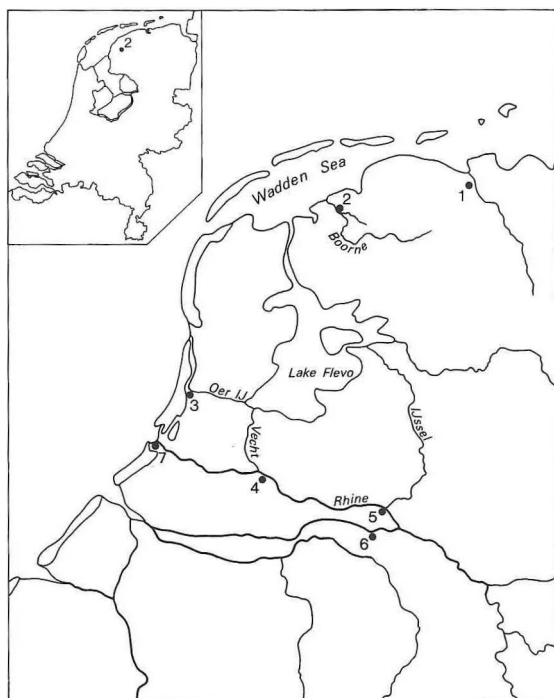 2
Wadden Sea
1
2
Boorne
Lake Flevo
Oer IJ
3
IJssel
Vecht
7
4
Rhine
5
6